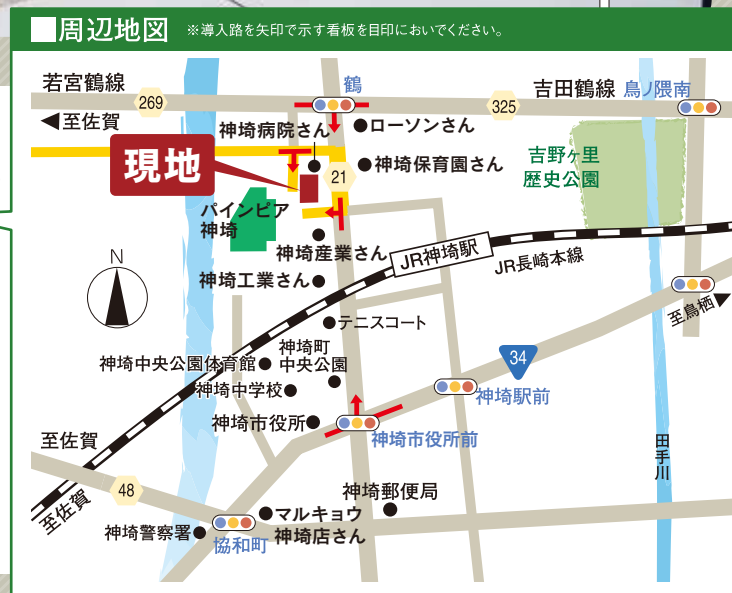 ■周辺地図 ※導入路を矢印で示す看板を目印においでください。
若宮鶴線
269
鶴
325
吉田鶴線
鳥ノ隈南
◀至佐賀
神埼病院さん
ローソンさん
現地
21
神埼保育園さん
吉野ヶ里
歴史公園
パインピア
神埼
神埼産業さん
JR神埼駅
JR長崎本線
N
神埼工業さん
至鳥栖▶
テニスコート
34
神埼中央公園体育館
神埼町
中央公園
神埼中学校
神埼駅前
神埼市役所
神埼市役所前
至佐賀
田手川
48
至佐賀
神埼郵便局
マルキョウ
神埼店さん
神埼警察署
協和町